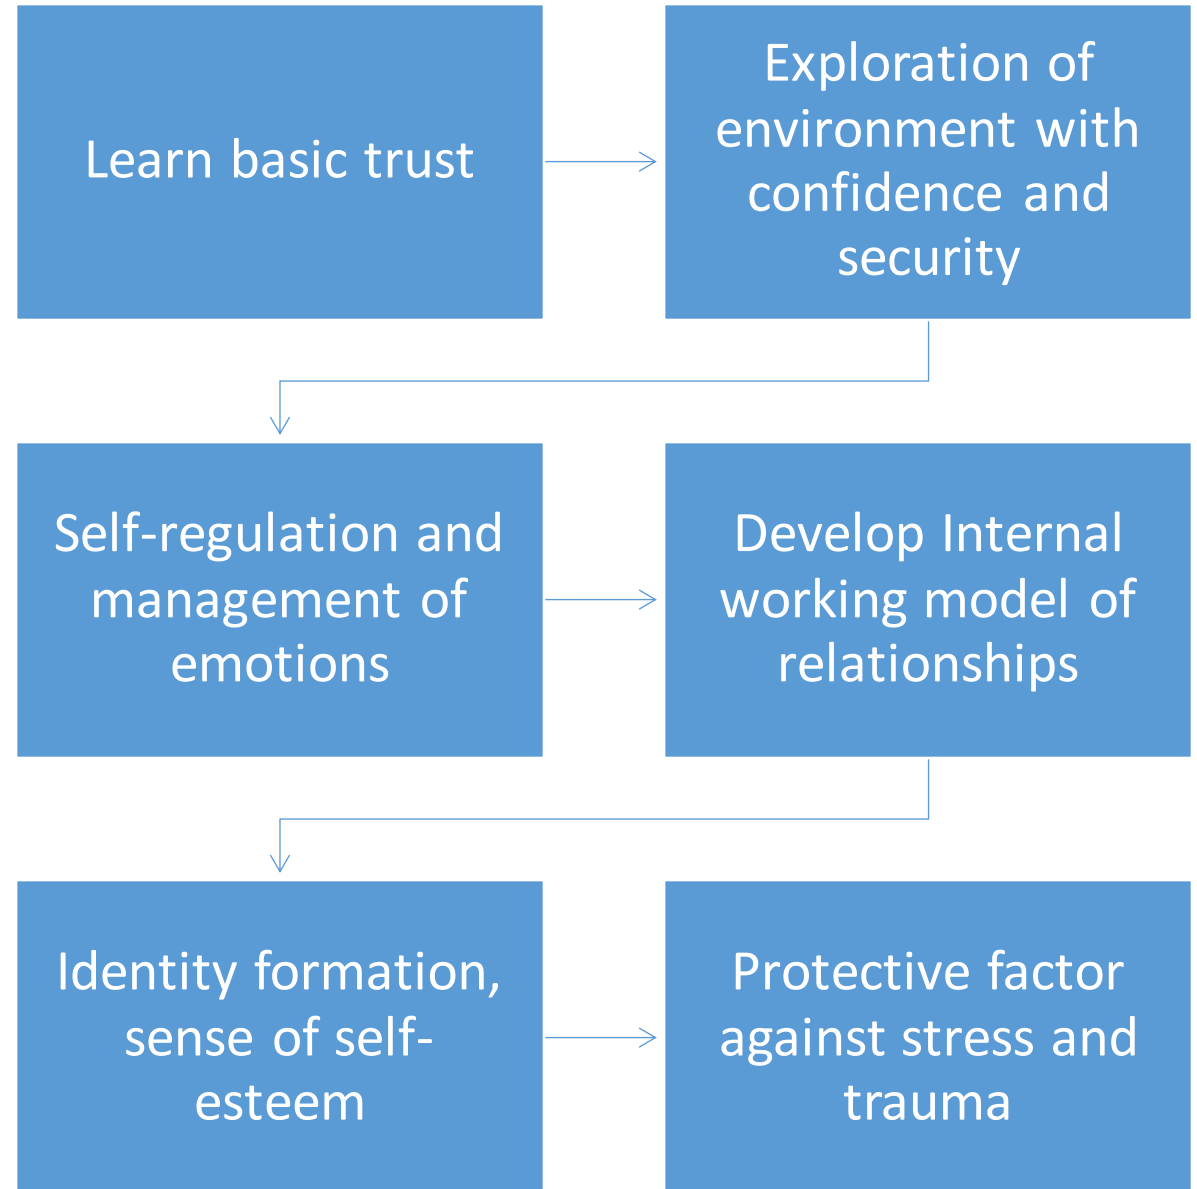 Learn basic trust
Exploration of
environment with
confidence and
security
Self-regulation and
management of
emotions
Develop Internal
working model of
relationships
Identity formation,
sense of self-
esteem
Protective factor
against stress and
trauma